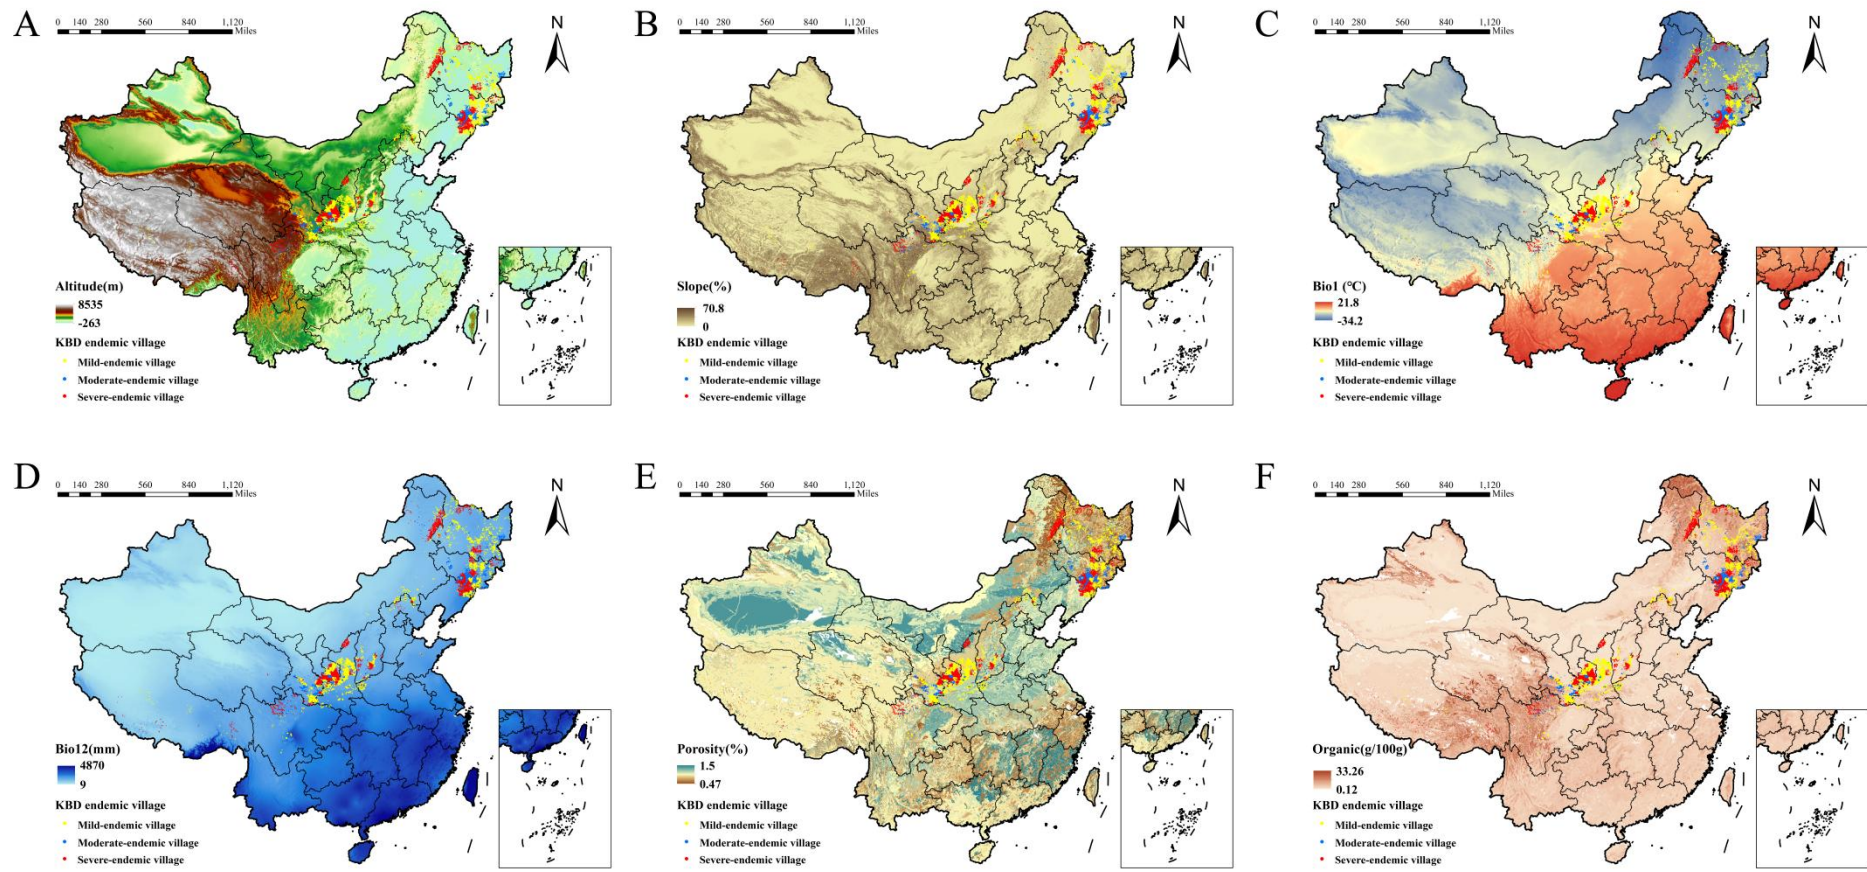 A
0 140 280 560 840 1,120
Miles
N
Altitude(m)
8535
-263
KBD endemic village
Mild-endemic village
Moderate-endemic village
Severe-endemic village
B
0 140 280 560 840 1,120
Miles
N
Slope(%)
70.8
0
KBD endemic village
Mild-endemic village
Moderate-endemic village
Severe-endemic village
C
0 140 280 560 840 1,120
Miles
N
Bio1 (°C)
21.8
-34.2
KBD endemic village
Mild-endemic village
Moderate-endemic village
Severe-endemic village
D
0 140 280 560 840 1,120
Miles
N
Bio12(mm)
4870
9
KBD endemic village
Mild-endemic village
Moderate-endemic village
Severe-endemic village
E
0 140 280 560 840 1,120
Miles
N
Porosity(%)
1.5
0.47
KBD endemic village
Mild-endemic village
Moderate-endemic village
Severe-endemic village
F
0 140 280 560 840 1,120
Miles
N
Organic(g/100g)
33.26
0.12
KBD endemic village
Mild-endemic village
Moderate-endemic village
Severe-endemic village